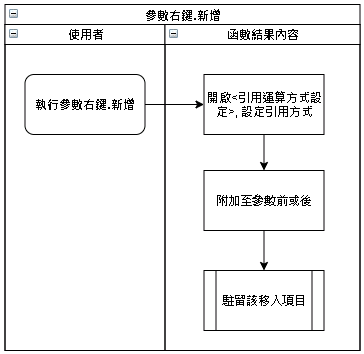 參數右鍵.新增
使用者
函數結果內容
執行參數右鍵.新增
開啟<引用運算方式設
定>, 設定引用方式
附加至參數前或後
駐留該移入項目